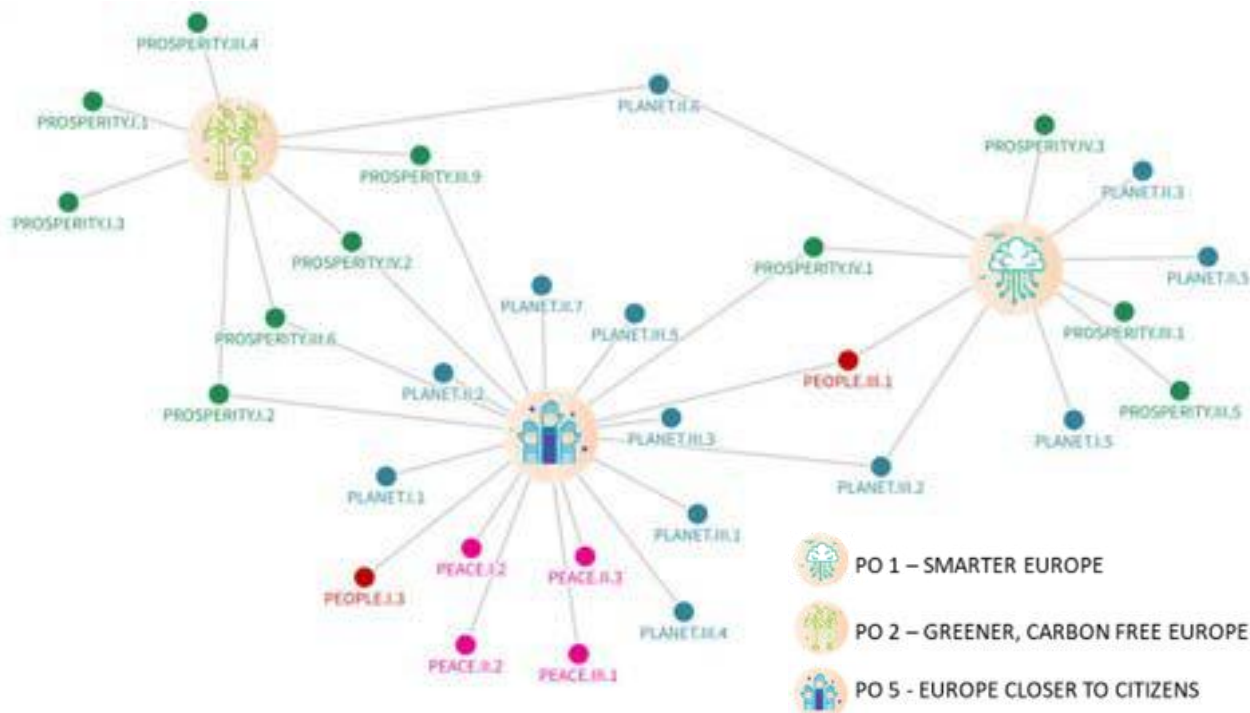 PROSPERITY.III.4
PLANET.II.6
PROSPERITY.I.1
PROSPERITY.IV.3
PROSPERITY.III.9
PLANET.II.3
PROSPERITY.I.3
PROSPERITY.IV.2
PROSPERITY.IV.1
PLANET.II.5
PLANET.II.7
PROSPERITY.III.6
PLANET.III.5
PROSPERITY.III.1
PEOPLE.III.1
PLANET.II.2
PROSPERITY.I.2
PROSPERITY.III.5
PLANET.III.3
PLANET.I.5
PLANET.I.1
PLANET.III.2
PLANET.III.1
PEACE.I.2
PEACE.II.3
PO 1 – SMARTER EUROPE
PEOPLE.I.3
PLANET.III.4
PO 2 – GREENER, CARBON FREE EUROPE
PEACE.II.2
PEACE.III.1
PO 5 - EUROPE CLOSER TO CITIZENS